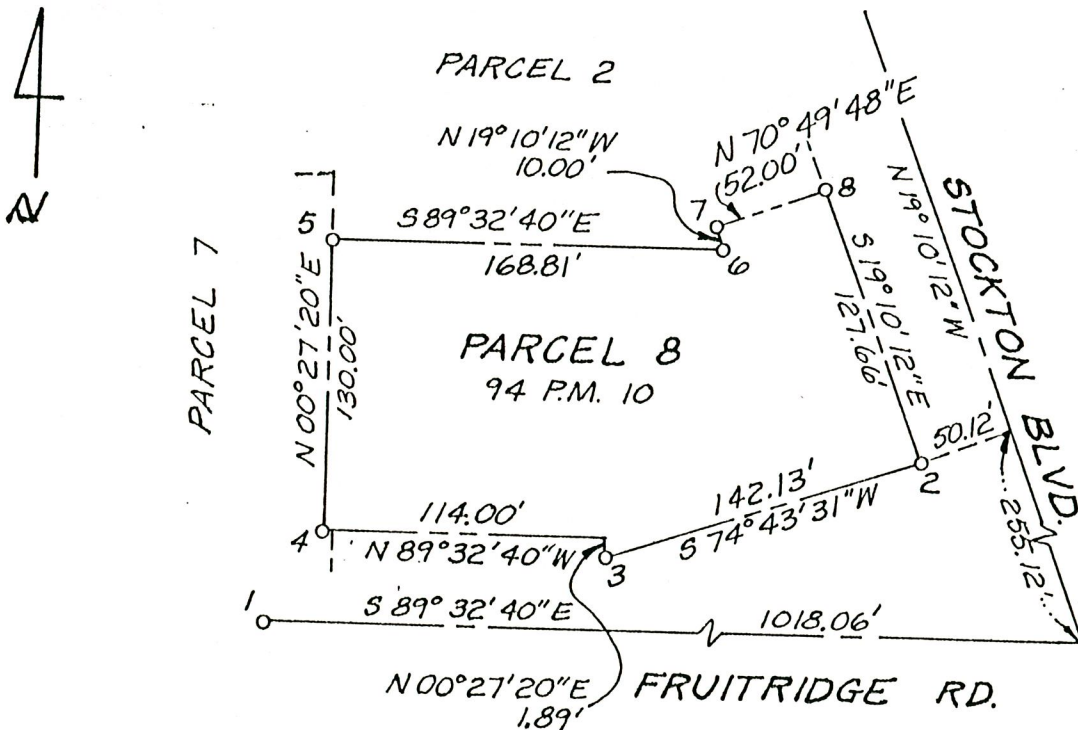 PARCEL 2
N 19° 10' 12" W
10.00'
N 70° 49' 48" E
52.00'
N
7
8
5
S 89° 32' 40" E
168.81'
6
PARCEL 7
N 00° 27' 20" E
130.00'
PARCEL 8
94 P.M. 10
S 19° 10' 12" E
127.66'
N 19° 10' 12" W
STOCKTON BLVD.
50.12'
2
142.13'
S 74° 43' 31" W
255.12'
4
114.00'
N 89° 32' 40" W
3
1
S 89° 32' 40" E
1018.06'
N 00° 27' 20" E
1.89'
FRUITRIDGE RD.